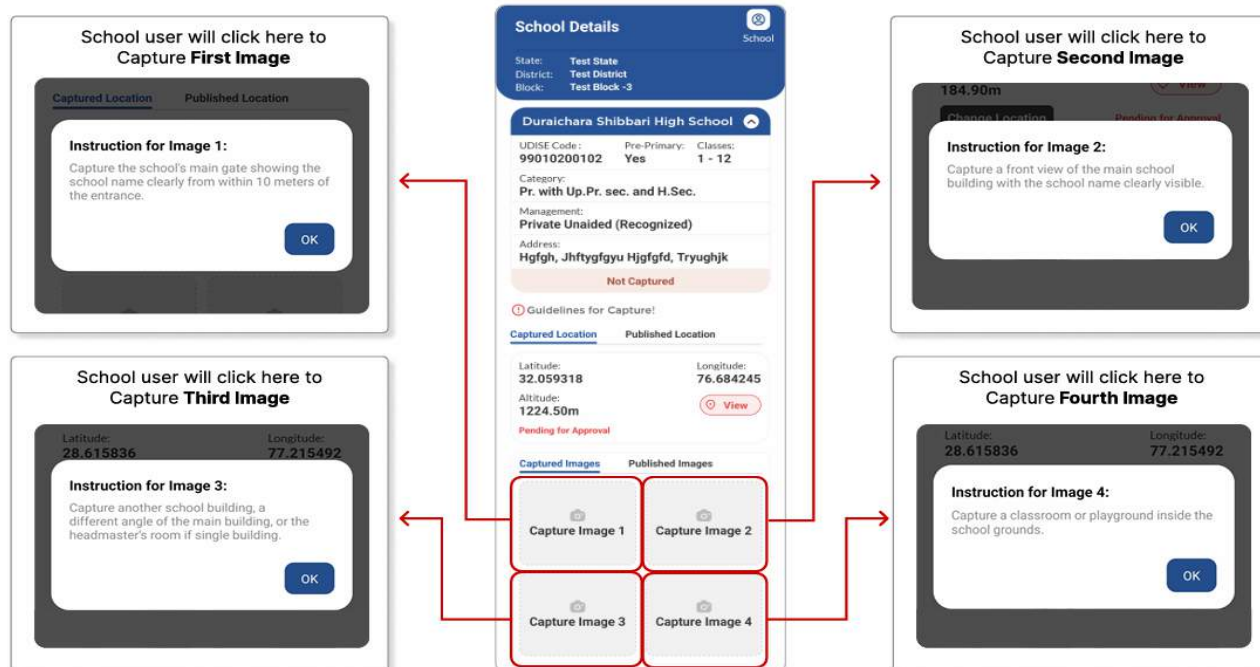 School user will click here to
Capture First Image
Captured Location Published Location
Instruction for Image 1:
Capture the school's main gate showing the
school name clearly from within 10 meters of
the entrance.
OK
School user will click here to
Capture Third Image
Latitude: Longitude:
28.615836 77.215492
Instruction for Image 3:
Capture another school building, a
different angle of the main building, or the
headmaster's room if single building.
OK
School Details
School
State: Test State
District: Test District
Block: Test Block -3
Duraichara Shibbari High School
UDISE Code : Pre-Primary: Classes:
99010200102 Yes 1 - 12
Category:
Pr. with Up.Pr. sec. and H.Sec.
Management:
Private Unaided (Recognized)
Address:
Hgfgh, Jhftygfgyu Hjgfgfd, Tryughjk
Not Captured
Guidelines for Capture!
Captured Location Published Location
Latitude: Longitude:
32.059318 76.684245
Altitude:
1224.50m View
Pending for Approval
Captured Images Published Images
Capture Image 1 Capture Image 2
Capture Image 3 Capture Image 4
School user will click here to
Capture Second Image
184.90m View
Change Location Pending for Approval
Instruction for Image 2:
Capture a front view of the main school
building with the school name clearly visible.
OK
School user will click here to
Capture Fourth Image
Latitude: Longitude:
28.615836 77.215492
Instruction for Image 4:
Capture a classroom or playground inside the
school grounds.
OK